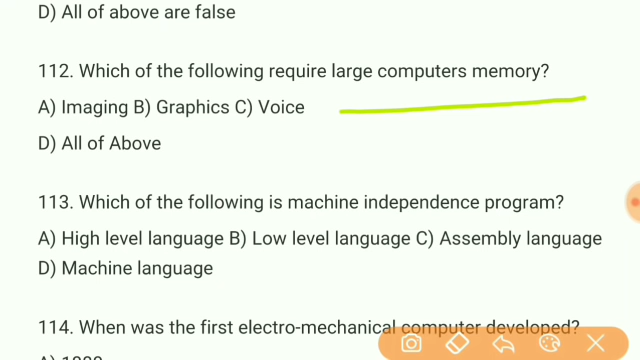 D) All of above are false
112. Which of the following require large computers memory?
A) Imaging B) Graphics C) Voice
D) All of Above
113. Which of the following is machine independence program?
A) High level language B) Low level language C) Assembly language
D) Machine language
114. When was the first electro-mechanical computer developed?